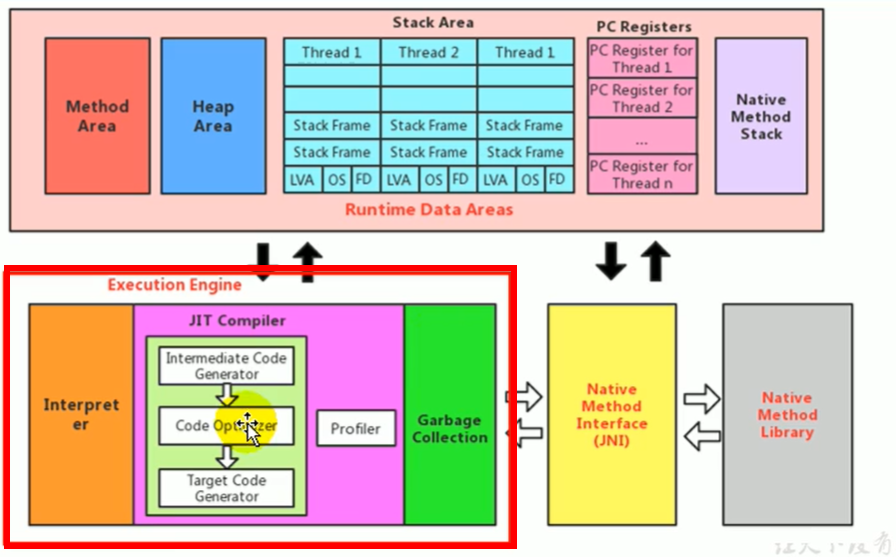 Stack Area
PC Registers
Method
Area
Heap
Area
Thread 1 Thread 2 Thread 1
Stack Frame Stack Frame Stack Frame
Stack Frame Stack Frame Stack Frame
LVA OS FD LVA OS FD LVA OS FD
PC Register for
Thread 1
PC Register for
Thread 2
...
PC Register for
Thread n
Native
Method
Stack
Runtime Data Areas
Execution Engine
Interpret
er
JIT Compiler
Intermediate Code
Generator
Code Optimizer
Target Code
Generator
Profiler
Garbage
Collection
Native
Method
Interface
(JNI)
Native
Method
Library